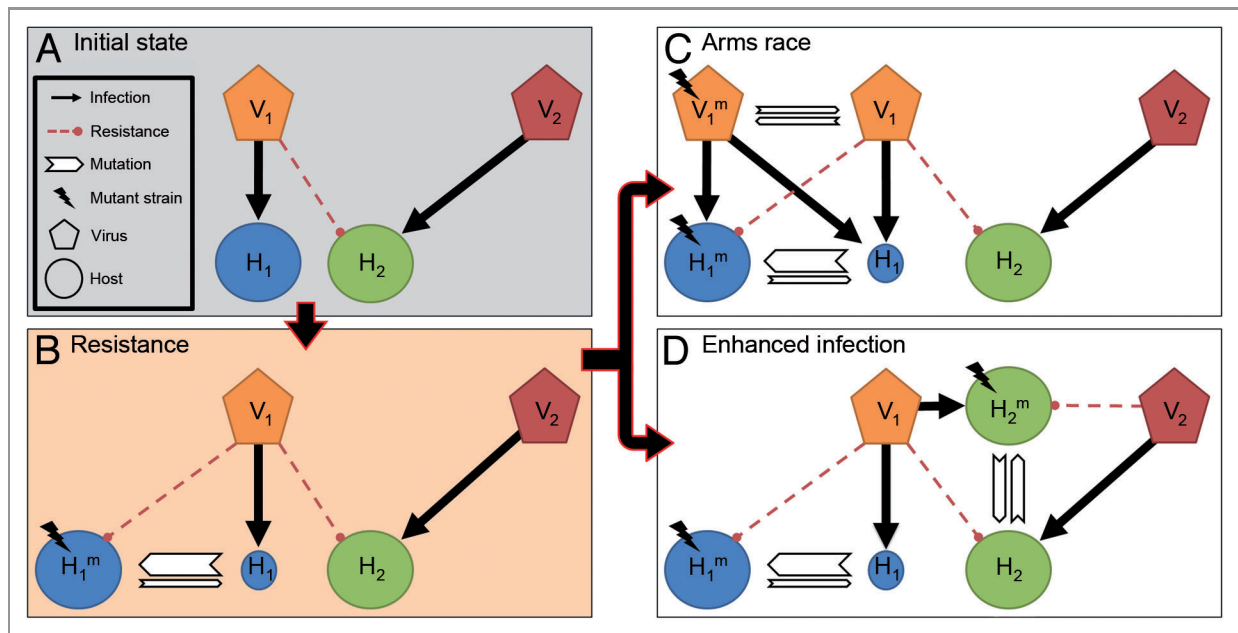 A Initial state
Infection
Resistance
Mutation
Mutant strain
Virus
Host
V₁
V₂
H₁
H₂
B Resistance
V₁
V₂
H₁ᵐ
H₁
H₂
C Arms race
V₁ᵐ
V₁
V₂
H₁ᵐ
H₁
H₂
D Enhanced infection
V₁
H₂ᵐ
V₂
H₁ᵐ
H₁
H₂